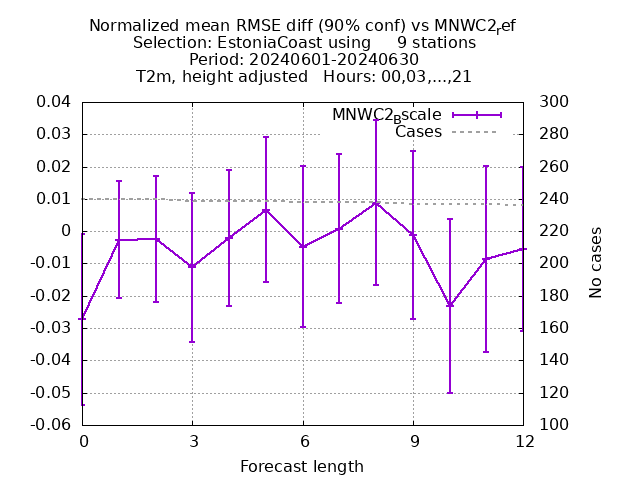 Normalized mean RMSE diff (90% conf) vs MNWC2ref
Selection: EstoniaCoast using 9 stations
Period: 20240601-20240630
T2m, height adjusted Hours: 00,03,...,21
MNWC2Bscale
Cases
0.04
0.03
0.02
0.01
0
-0.01
-0.02
-0.03
-0.04
-0.05
-0.06
300
280
260
240
220
200
180
160
140
120
100
No cases
0 3 6 9 12
Forecast length